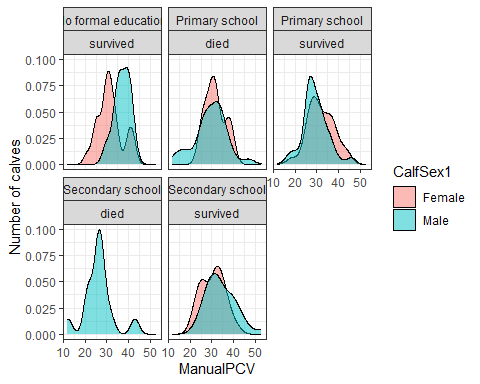 o formal education
Primary school
Primary school
survived
died
survived
0.100
0.075
0.050
0.025
0.000
10 20 30 40 50
Secondary school
Secondary school
died
survived
0.100
0.075
0.050
0.025
0.000
10 20 30 40 50
10 20 30 40 50
ManualPCV
Number of calves
CalfSex1
Female
Male